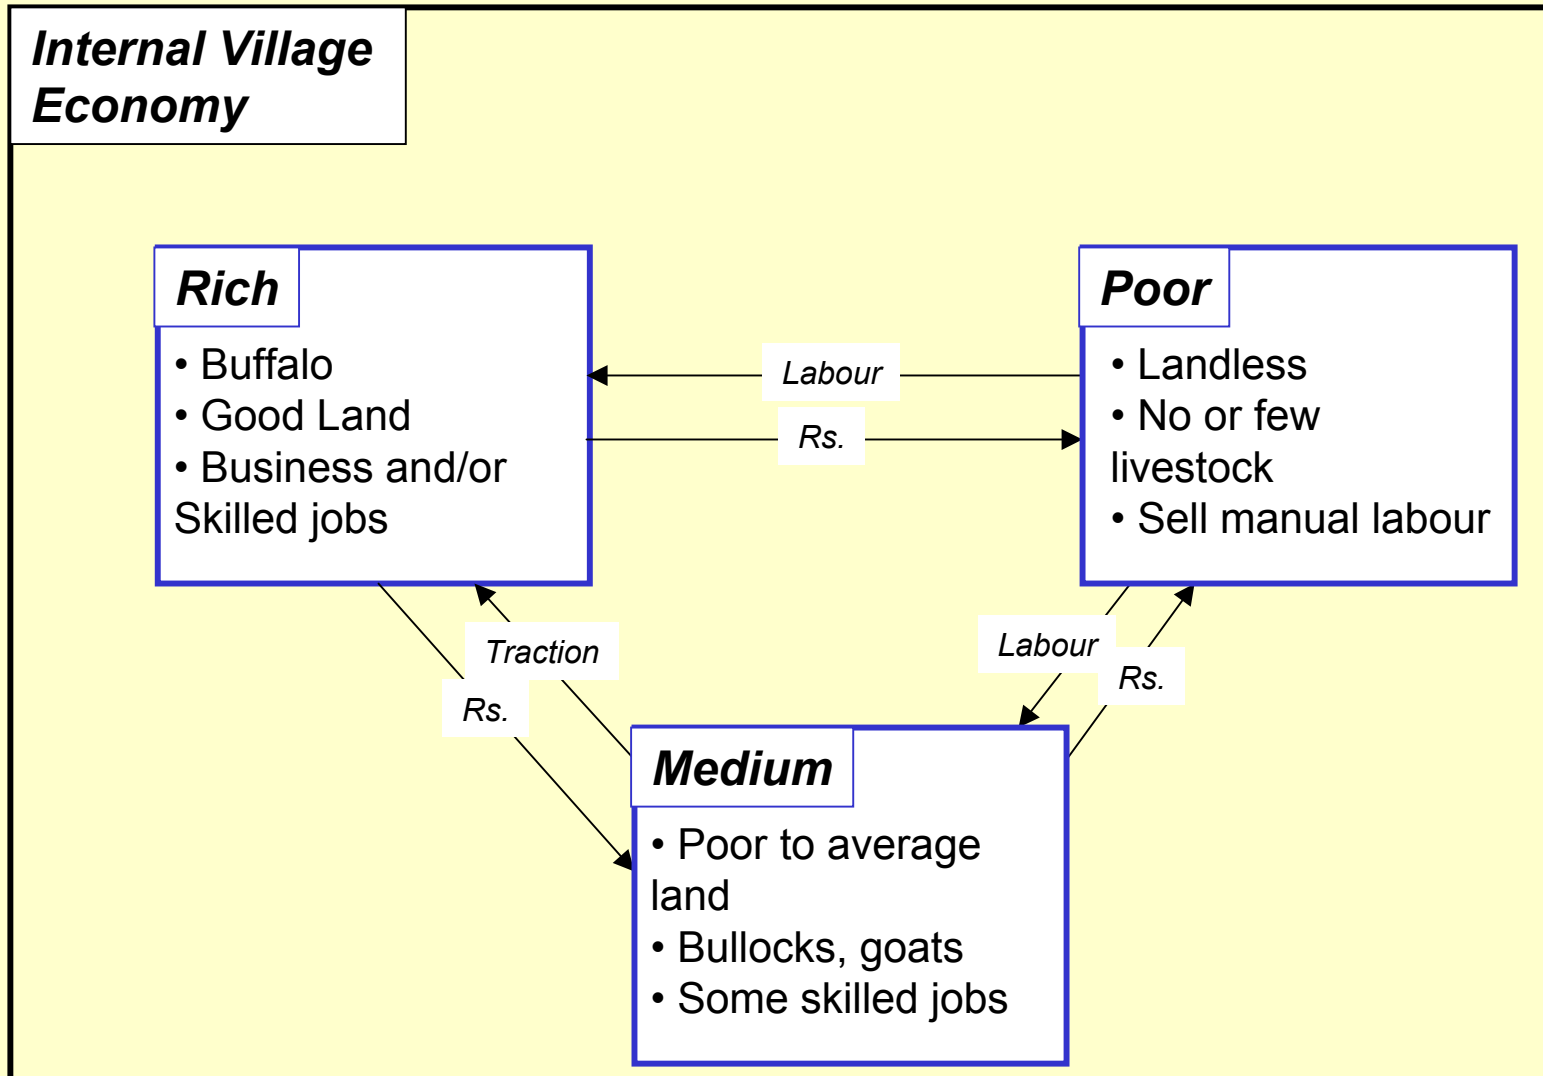 Internal Village
Economy
Rich
• Buffalo
• Good Land
• Business and/or
Skilled jobs
Labour
Rs.
Poor
• Landless
• No or few
livestock
• Sell manual labour
Traction
Rs.
Labour
Rs.
Medium
• Poor to average
land
• Bullocks, goats
• Some skilled jobs